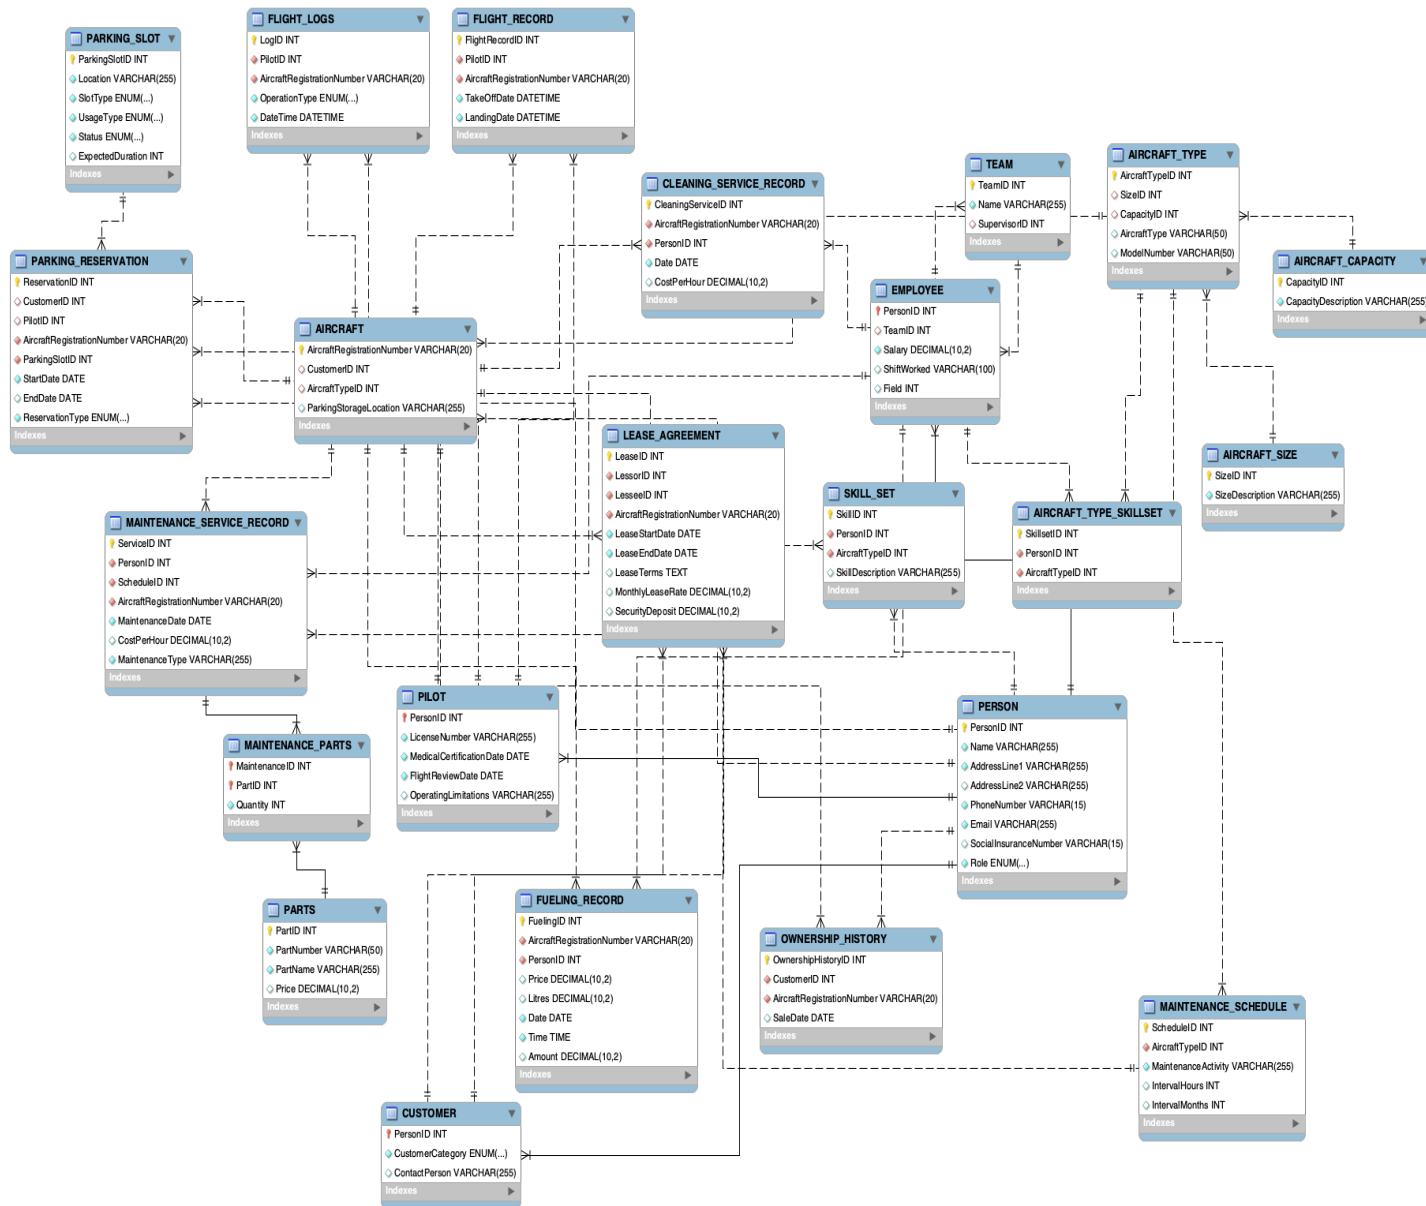 PARKING_SLOT
ParkingSlotID INT
Location VARCHAR(255)
SlotType ENUM(...)
UsageType ENUM(...)
Status ENUM(...)
ExpectedDuration INT
Indexes
FLIGHT_LOGS
LogID INT
PilotID INT
AircraftRegistrationNumber VARCHAR(20)
OperationType ENUM(...)
DateTime DATETIME
Indexes
FLIGHT_RECORD
FlightRecordID INT
PilotID INT
AircraftRegistrationNumber VARCHAR(20)
TakeOffDate DATETIME
LandingDate DATETIME
Indexes
CLEANING_SERVICE_RECORD
CleaningServiceID INT
AircraftRegistrationNumber VARCHAR(20)
PersonID INT
Date DATE
CostPerHour DECIMAL(10,2)
Indexes
TEAM
TeamID INT
Name VARCHAR(255)
SupervisorID INT
Indexes
AIRCRAFT_TYPE
AircraftTypeID INT
SizeID INT
CapacityID INT
AircraftType VARCHAR(50)
ModelNumber VARCHAR(50)
Indexes
AIRCRAFT_CAPACITY
CapacityID INT
CapacityDescription VARCHAR(255
Indexes
PARKING_RESERVATION
ReservationID INT
CustomerID INT
PilotID INT
AircraftRegistrationNumber VARCHAR(20)
ParkingSlotID INT
StartDate DATE
EndDate DATE
ReservationType ENUM(...)
Indexes
AIRCRAFT
AircraftRegistrationNumber VARCHAR(20)
CustomerID INT
AircraftTypeID INT
ParkingStorageLocation VARCHAR(255)
Indexes
EMPLOYEE
PersonID INT
TeamID INT
Salary DECIMAL(10,2)
ShiftWorked VARCHAR(100)
Field INT
Indexes
LEASE_AGREEMENT
LeaseID INT
LessorID INT
LesseeID INT
AircraftRegistrationNumber VARCHAR(20)
LeaseStartDate DATE
LeaseEndDate DATE
LeaseTerms TEXT
MonthlyLeaseRate DECIMAL(10,2)
SecurityDeposit DECIMAL(10,2)
Indexes
AIRCRAFT_SIZE
SizeID INT
SizeDescription VARCHAR(255)
Indexes
SKILL_SET
SkillID INT
PersonID INT
AircraftTypeID INT
SkillDescription VARCHAR(255)
Indexes
AIRCRAFT_TYPE_SKILLSET
SkillsetID INT
PersonID INT
AircraftTypeID INT
Indexes
MAINTENANCE_SERVICE_RECORD
ServiceID INT
PersonID INT
ScheduleID INT
AircraftRegistrationNumber VARCHAR(20)
MaintenanceDate DATE
CostPerHour DECIMAL(10,2)
MaintenanceType VARCHAR(255)
Indexes
PILOT
PersonID INT
LicenseNumber VARCHAR(255)
MedicalCertificationDate DATE
FlightReviewDate DATE
OperatingLimitations VARCHAR(255)
Indexes
PERSON
PersonID INT
Name VARCHAR(255)
AddressLine1 VARCHAR(255)
AddressLine2 VARCHAR(255)
PhoneNumber VARCHAR(15)
Email VARCHAR(255)
SocialInsuranceNumber VARCHAR(15)
Role ENUM(...)
Indexes
MAINTENANCE_PARTS
MaintenanceID INT
PartID INT
Quantity INT
Indexes
PARTS
PartID INT
PartNumber VARCHAR(50)
PartName VARCHAR(255)
Price DECIMAL(10,2)
Indexes
FUELING_RECORD
FuelingID INT
AircraftRegistrationNumber VARCHAR(20)
PersonID INT
Price DECIMAL(10,2)
Litres DECIMAL(10,2)
Date DATE
Time TIME
Amount DECIMAL(10,2)
Indexes
OWNERSHIP_HISTORY
OwnershipHistoryID INT
CustomerID INT
AircraftRegistrationNumber VARCHAR(20)
SaleDate DATE
Indexes
MAINTENANCE_SCHEDULE
ScheduleID INT
AircraftTypeID INT
MaintenanceActivity VARCHAR(255)
IntervalHours INT
IntervalMonths INT
Indexes
CUSTOMER
PersonID INT
CustomerCategory ENUM(...)
ContactPerson VARCHAR(255)
Indexes